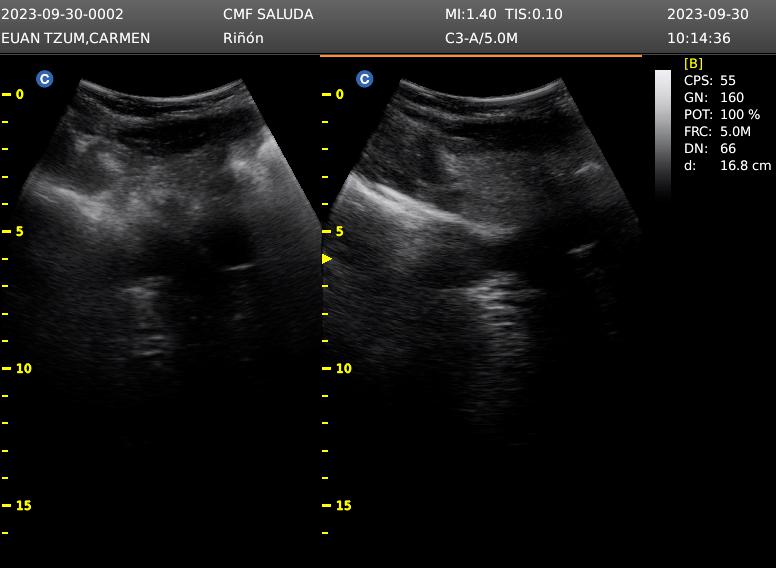 2023-09-30-0002 CMF SALUDA MI:1.40 TIS:0.10 2023-09-30
EUAN TZUM,CARMEN Riñón C3-A/5.0M 10:14:36
C C
[B]
CPS: 55
GN: 160
POT: 100 %
FRC: 5.0M
DN: 66
d: 16.8 cm
0 0
5 5
10 10
15 15